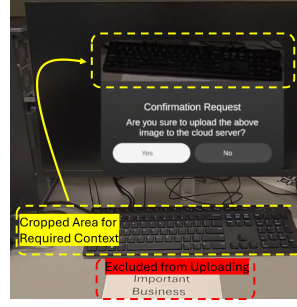 Confirmation Request
Are you sure to upload the above
image to the cloud server?
Yes
No
Cropped Area for
Required Context
Excluded from Uploading
Important
Business